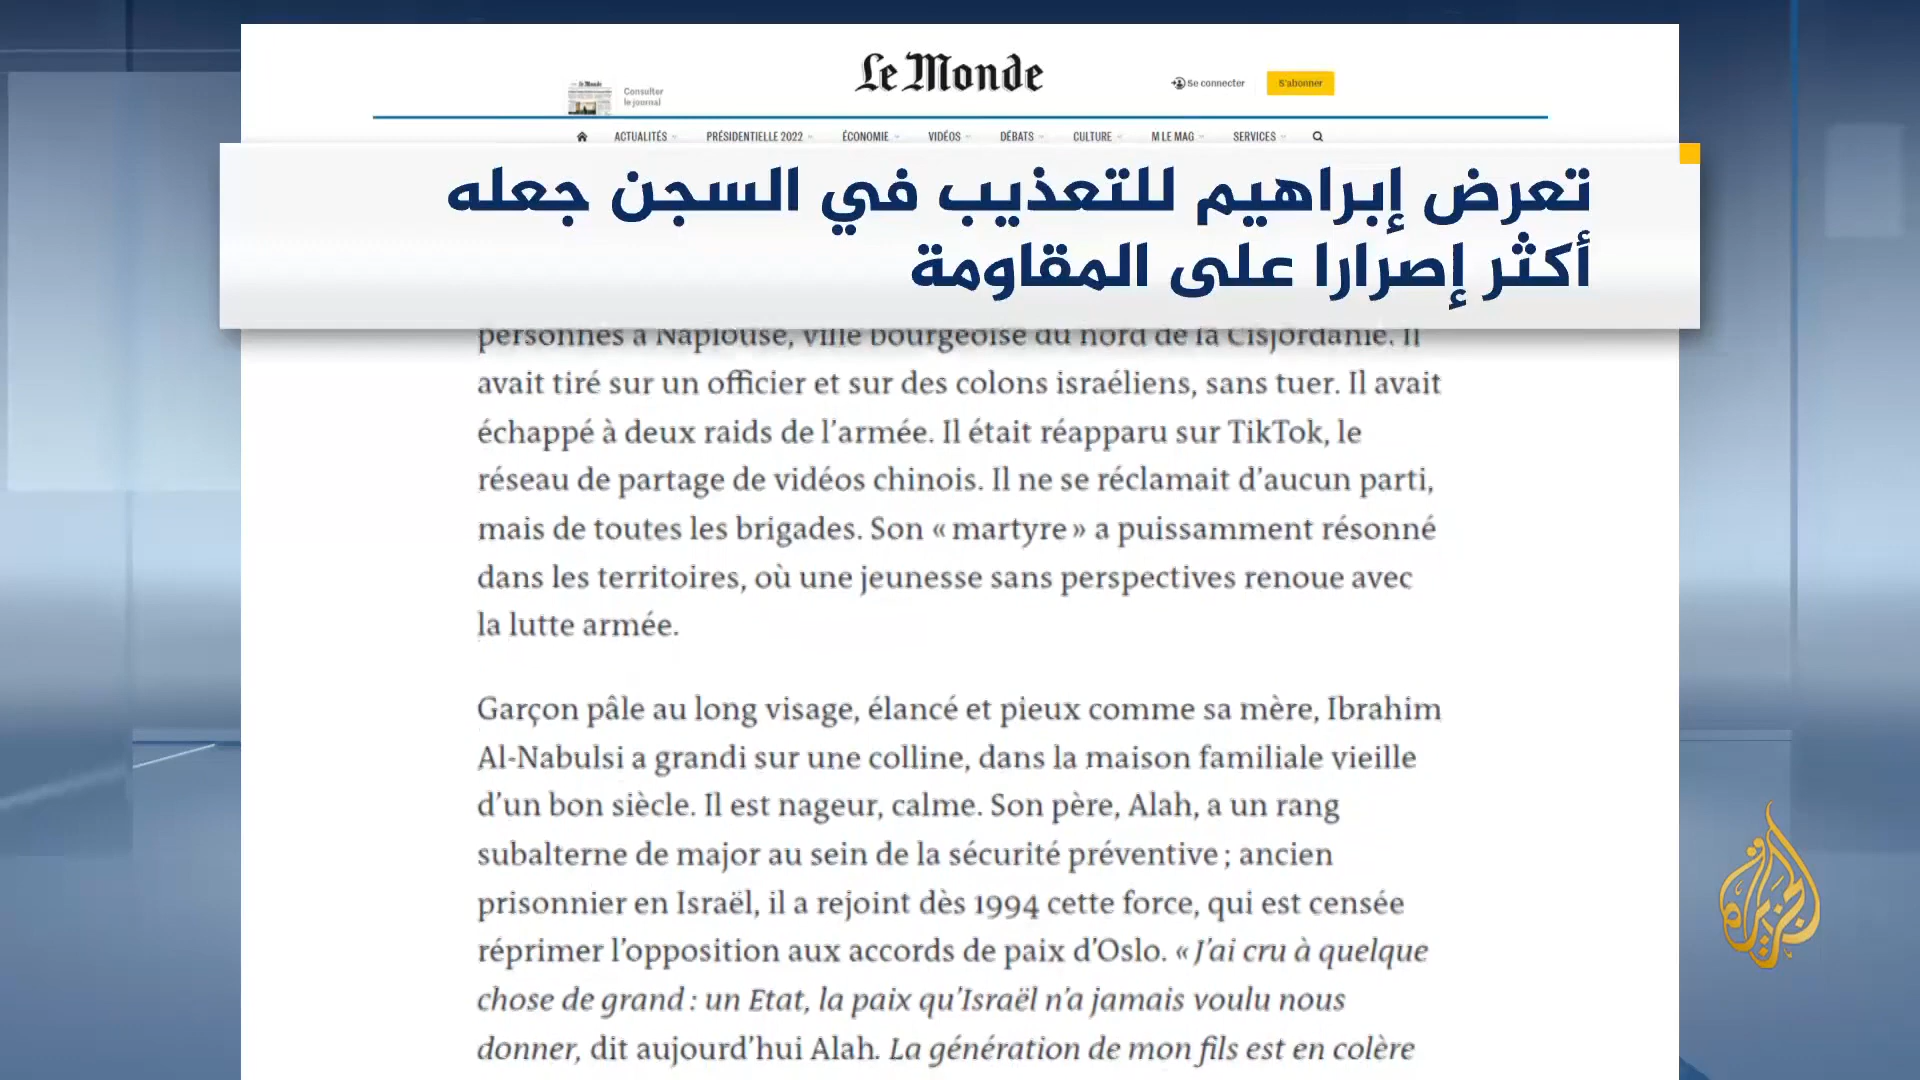 Le Monde
Consulter
le journal
Se connecter
S'abonner
ACTUALITÉS PRÉSIDENTIELLE 2022 ÉCONOMIE VIDÉOS DÉBATS CULTURE M LE MAG SERVICES
تعرض إبراهيم للتعذيب في السجن جعله
أكثر إصرارا على المقاومة
personnes à Naplouse, ville bourgeoise du nord de la Cisjordanie. Il
avait tiré sur un officier et sur des colons israéliens, sans tuer. Il avait
échappé à deux raids de l’armée. Il était réapparu sur TikTok, le
réseau de partage de vidéos chinois. Il ne se réclamait d’aucun parti,
mais de toutes les brigades. Son « martyre » a puissamment résonné
dans les territoires, où une jeunesse sans perspectives renoue avec
la lutte armée.
Garçon pâle au long visage, élancé et pieux comme sa mère, Ibrahim
Al-Nabulsi a grandi sur une colline, dans la maison familiale vieille
d’un bon siècle. Il est nageur, calme. Son père, Alah, a un rang
subalterne de major au sein de la sécurité préventive ; ancien
prisonnier en Israël, il a rejoint dès 1994 cette force, qui est censée
réprimer l’opposition aux accords de paix d’Oslo. « J’ai cru à quelque
chose de grand : un Etat, la paix qu’Israël n’a jamais voulu nous
donner, dit aujourd’hui Alah. La génération de mon fils est en colère
الجزيرة